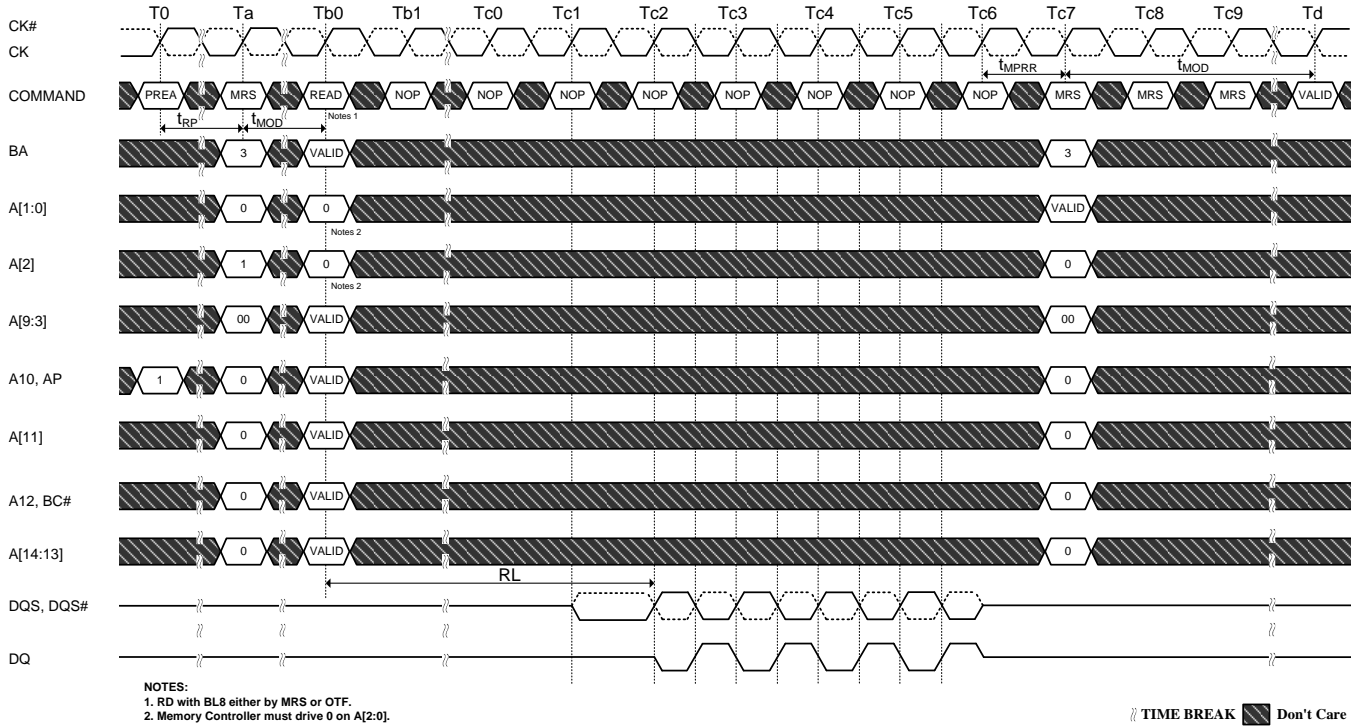 T0 Ta Tb0 Tb1 Tc0 Tc1 Tc2 Tc3 Tc4 Tc5 Tc6 Tc7 Tc8 Tc9 Td
CK#
CK
tMPRR tMOD
COMMAND PREA MRS READ NOP NOP NOP NOP NOP NOP NOP NOP MRS MRS MRS VALID
tRP tMOD Notes 1
BA 3 VALID 3
A[1:0] 0 0 VALID
Notes 2
A[2] 1 0 0
Notes 2
A[9:3] 00 VALID 00
A10, AP 1 0 VALID 0
A[11] 0 VALID 0
A12, BC# 0 VALID 0
A[14:13] 0 VALID 0
RL
DQS, DQS#
DQ
NOTES:
1. RD with BL8 either by MRS or OTF.
2. Memory Controller must drive 0 on A[2:0].
TIME BREAK Don't Care